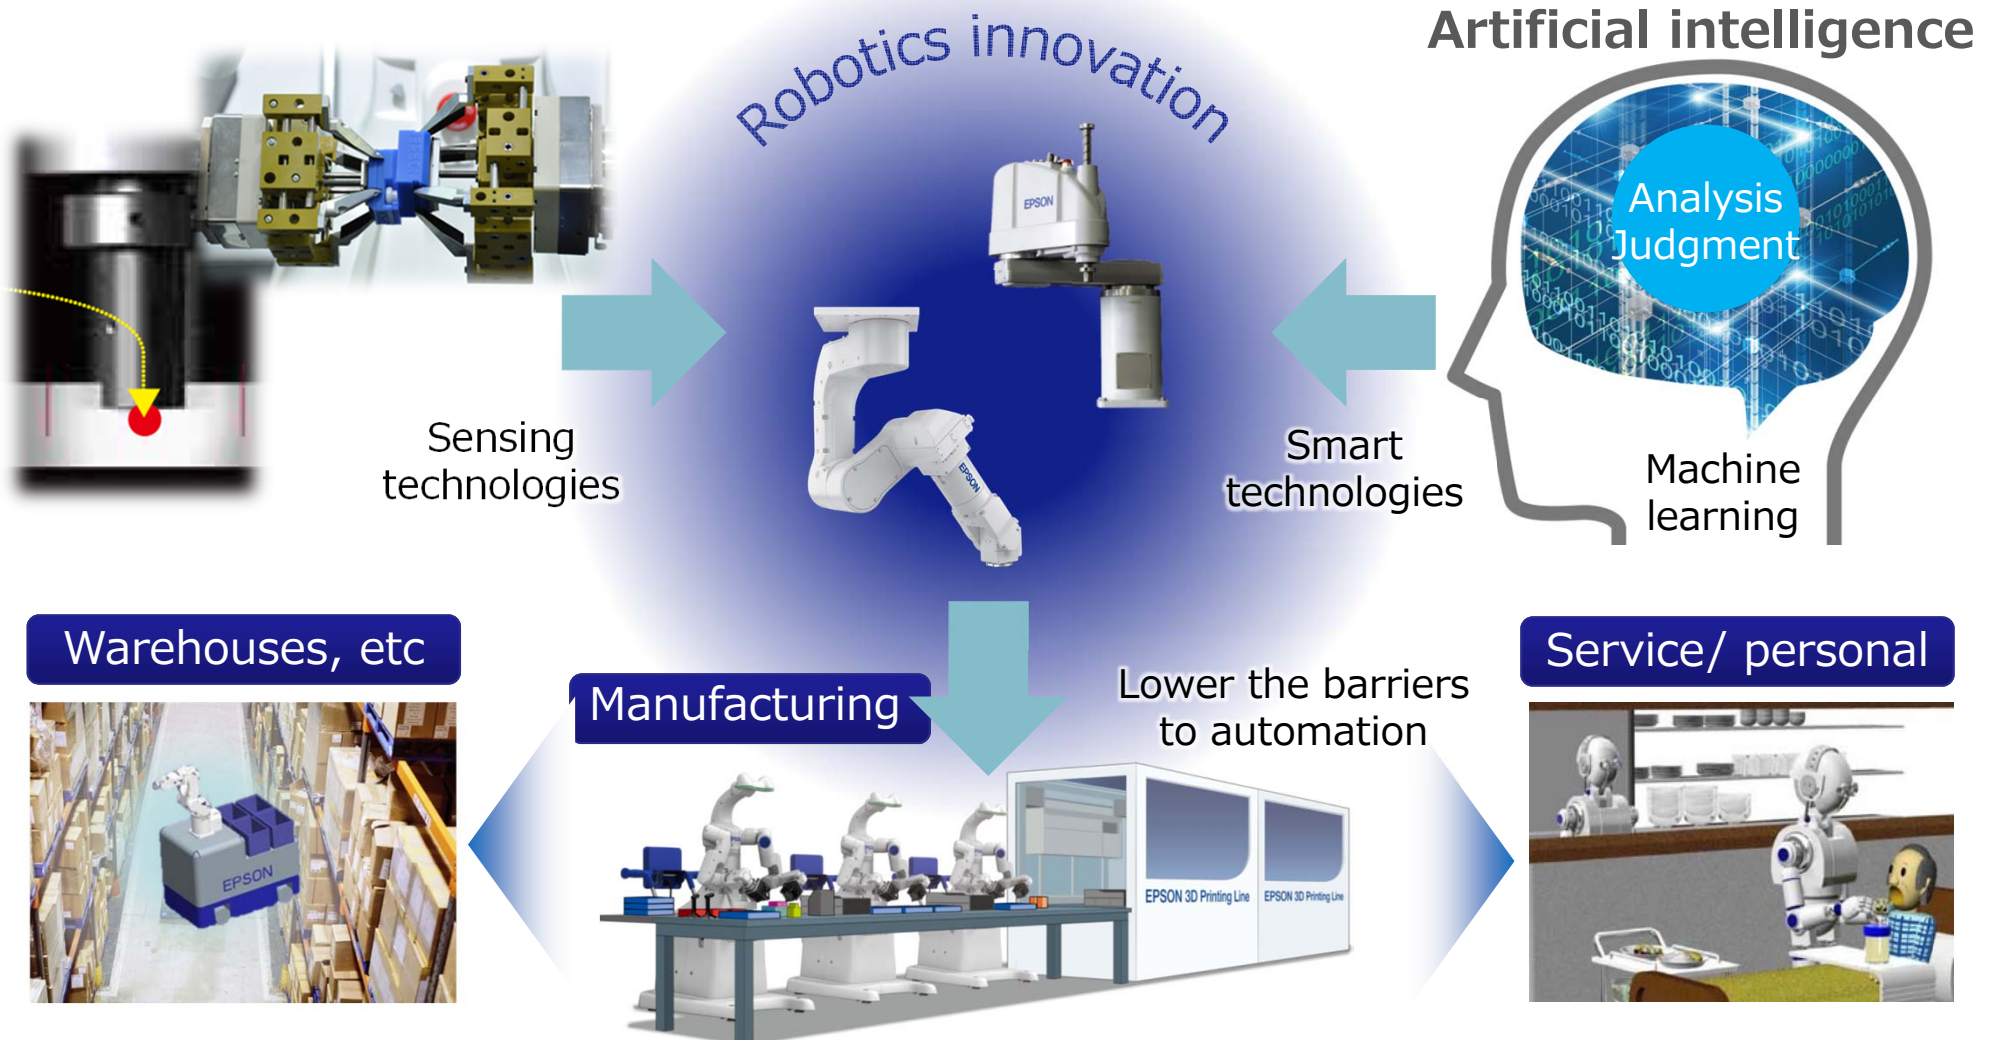 Robotics innovation
Artificial intelligence
Analysis
Judgment
Machine
learning
EPSON
EPSON
Sensing
technologies
Smart
technologies
Warehouses, etc
Manufacturing
Lower the barriers
to automation
Service/ personal
EPSON
EPSON 3D Printing Line
EPSON 3D Printing Line